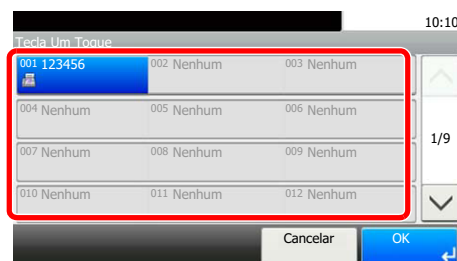 10:10
Tecla Um Toque
001 123456 002 Nenhum 003 Nenhum
004 Nenhum 005 Nenhum 006 Nenhum
1/9
007 Nenhum 008 Nenhum 009 Nenhum
010 Nenhum 011 Nenhum 012 Nenhum
Cancelar OK